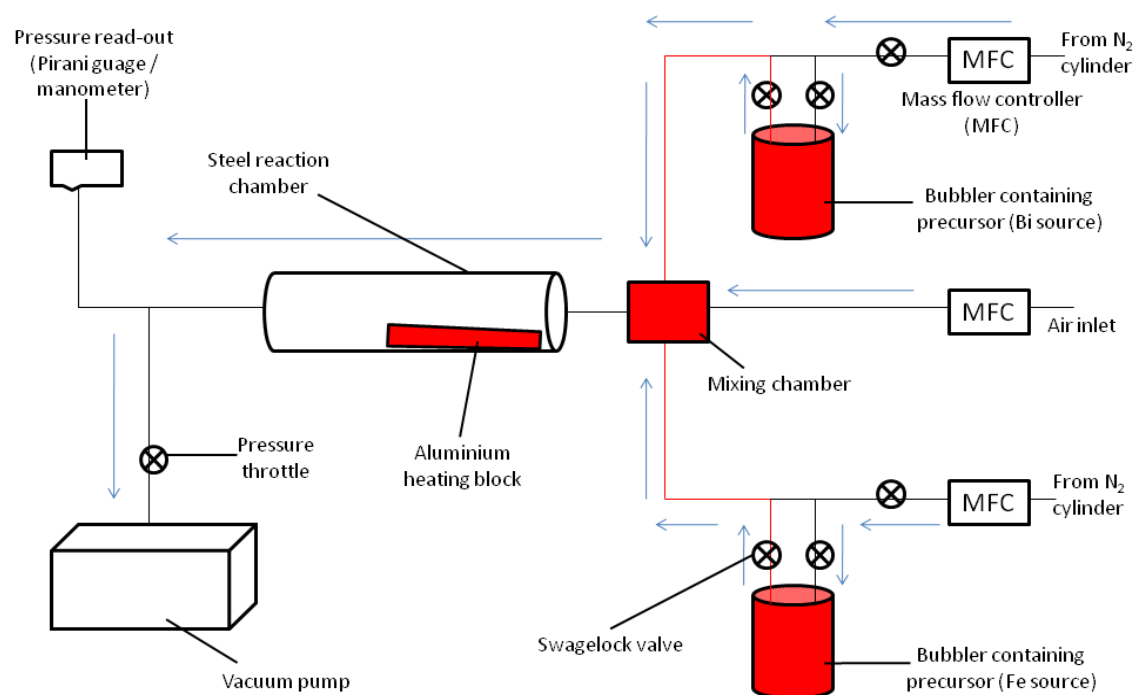 Pressure read-out
(Pirani guage /
manometer)
Steel reaction
chamber
MFC
From N₂
cylinder
Mass flow controller
(MFC)
Bubbler containing
precursor (Bi source)
MFC
Air inlet
Mixing chamber
Aluminium
heating block
Pressure
throttle
MFC
From N₂
cylinder
Swagelock valve
Bubbler containing
precursor (Fe source)
Vacuum pump